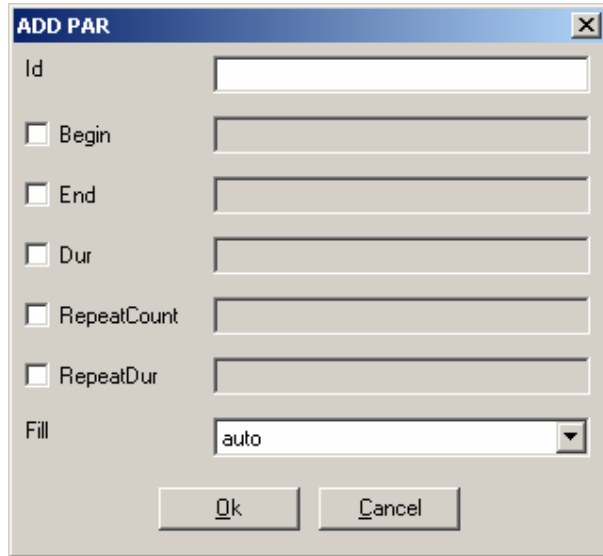 ADD PAR
Id
Begin
End
Dur
RepeatCount
RepeatDur
Fill
auto
Ok Cancel